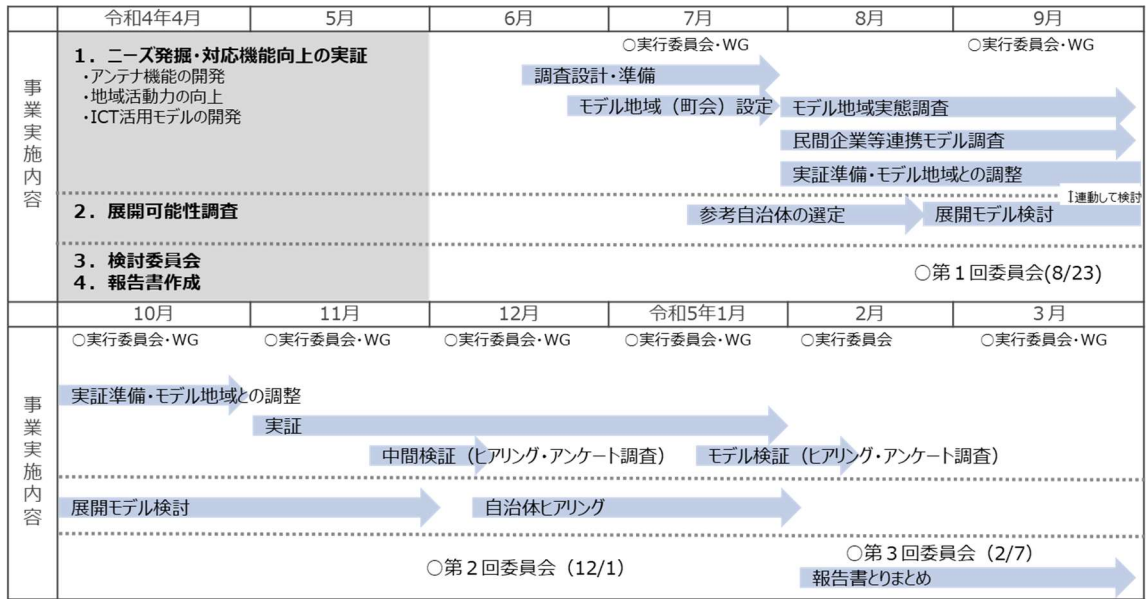 令和4年4月 5月 6月 7月 8月 9月
事業実施内容
1．ニーズ発掘・対応機能向上の実証
・アンテナ機能の開発
・地域活動力の向上
・ICT活用モデルの開発
○実行委員会・WG ○実行委員会・WG
調査設計・準備
モデル地域（町会）設定 モデル地域実態調査
民間企業等連携モデル調査
実証準備・モデル地域との調整
連動して検討
2．展開可能性調査 参考自治体の選定 展開モデル検討
3．検討委員会
4．報告書作成
○第１回委員会(8/23)
10月 11月 12月 令和5年1月 2月 3月
事業実施内容
○実行委員会・WG ○実行委員会・WG ○実行委員会・WG ○実行委員会・WG ○実行委員会 ○実行委員会・WG
実証準備・モデル地域との調整
実証
中間検証（ヒアリング・アンケート調査） モデル検証（ヒアリング・アンケート調査）
展開モデル検討 自治体ヒアリング
○第２回委員会（12/1） ○第３回委員会（2/7）
報告書とりまとめ